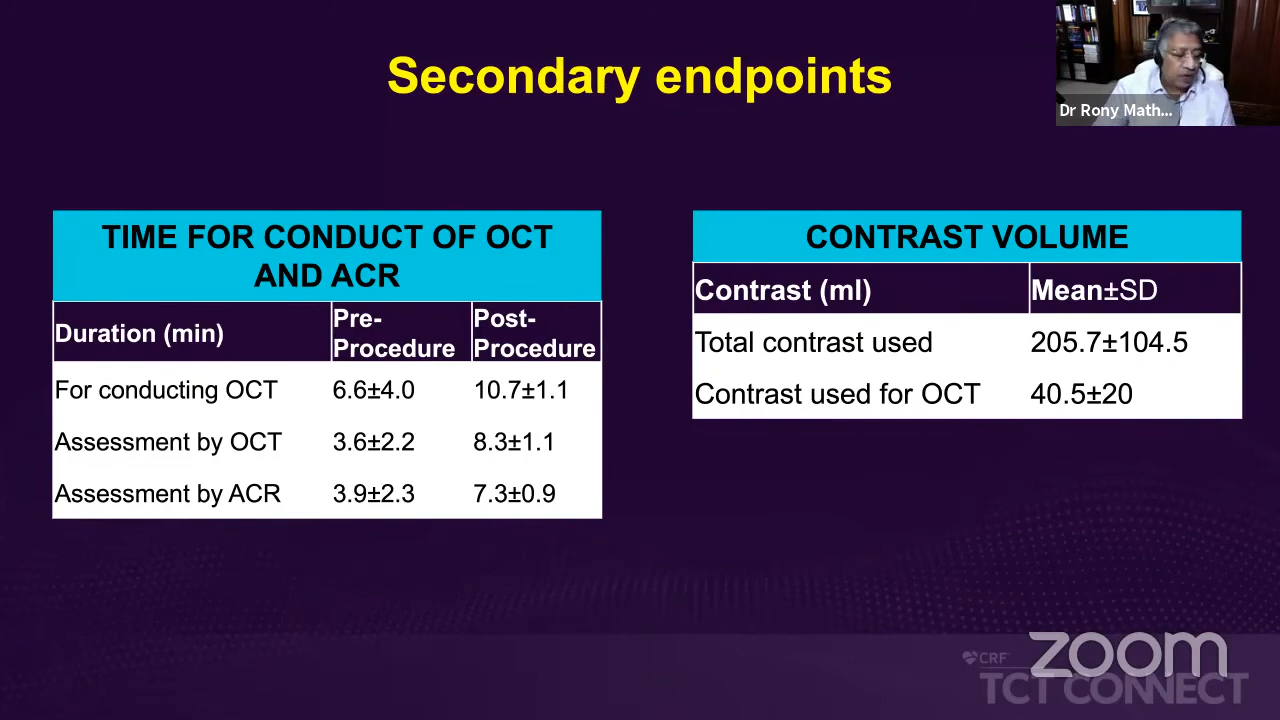 Secondary endpoints
Dr Rony Math...
TIME FOR CONDUCT OF OCT
AND ACR
Duration (min) Pre-Procedure Post-Procedure
For conducting OCT 6.6±4.0 10.7±1.1
Assessment by OCT 3.6±2.2 8.3±1.1
Assessment by ACR 3.9±2.3 7.3±0.9
CONTRAST VOLUME
Contrast (ml) Mean±SD
Total contrast used 205.7±104.5
Contrast used for OCT 40.5±20
zoom
CRF
TCT CONNECT